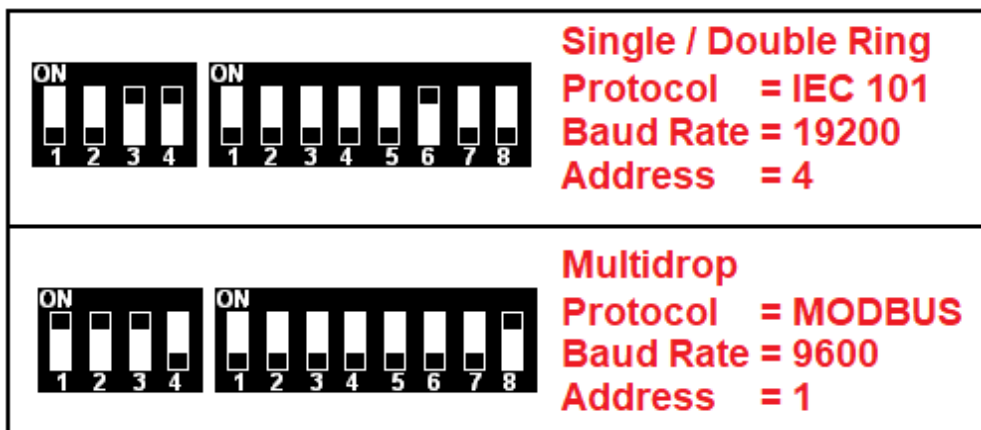 ON ON
1 2 3 4 1 2 3 4 5 6 7 8
Single / Double Ring
Protocol = IEC 101
Baud Rate = 19200
Address = 4
ON ON
1 2 3 4 1 2 3 4 5 6 7 8
Multidrop
Protocol = MODBUS
Baud Rate = 9600
Address = 1